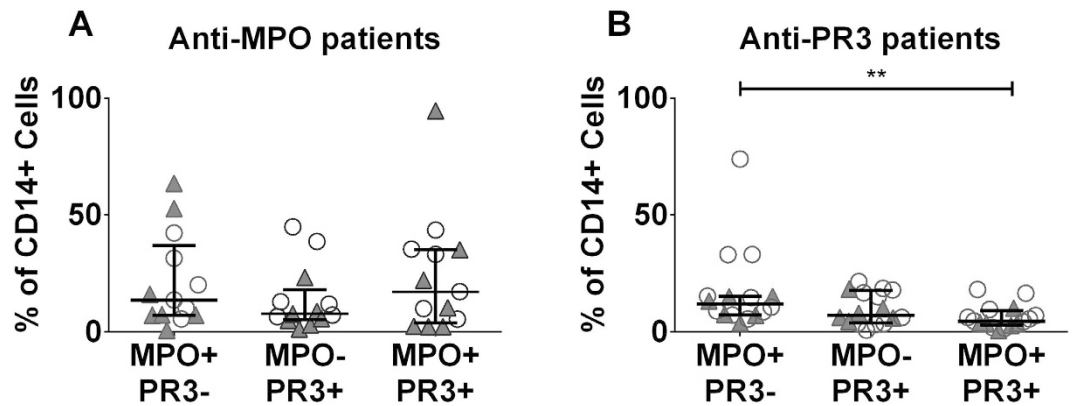 A
Anti-MPO patients
% of CD14+ Cells
100
50
0
MPO+ MPO- MPO+
PR3- PR3+ PR3+
B
Anti-PR3 patients
**
% of CD14+ Cells
100
50
0
MPO+ MPO- MPO+
PR3- PR3+ PR3+